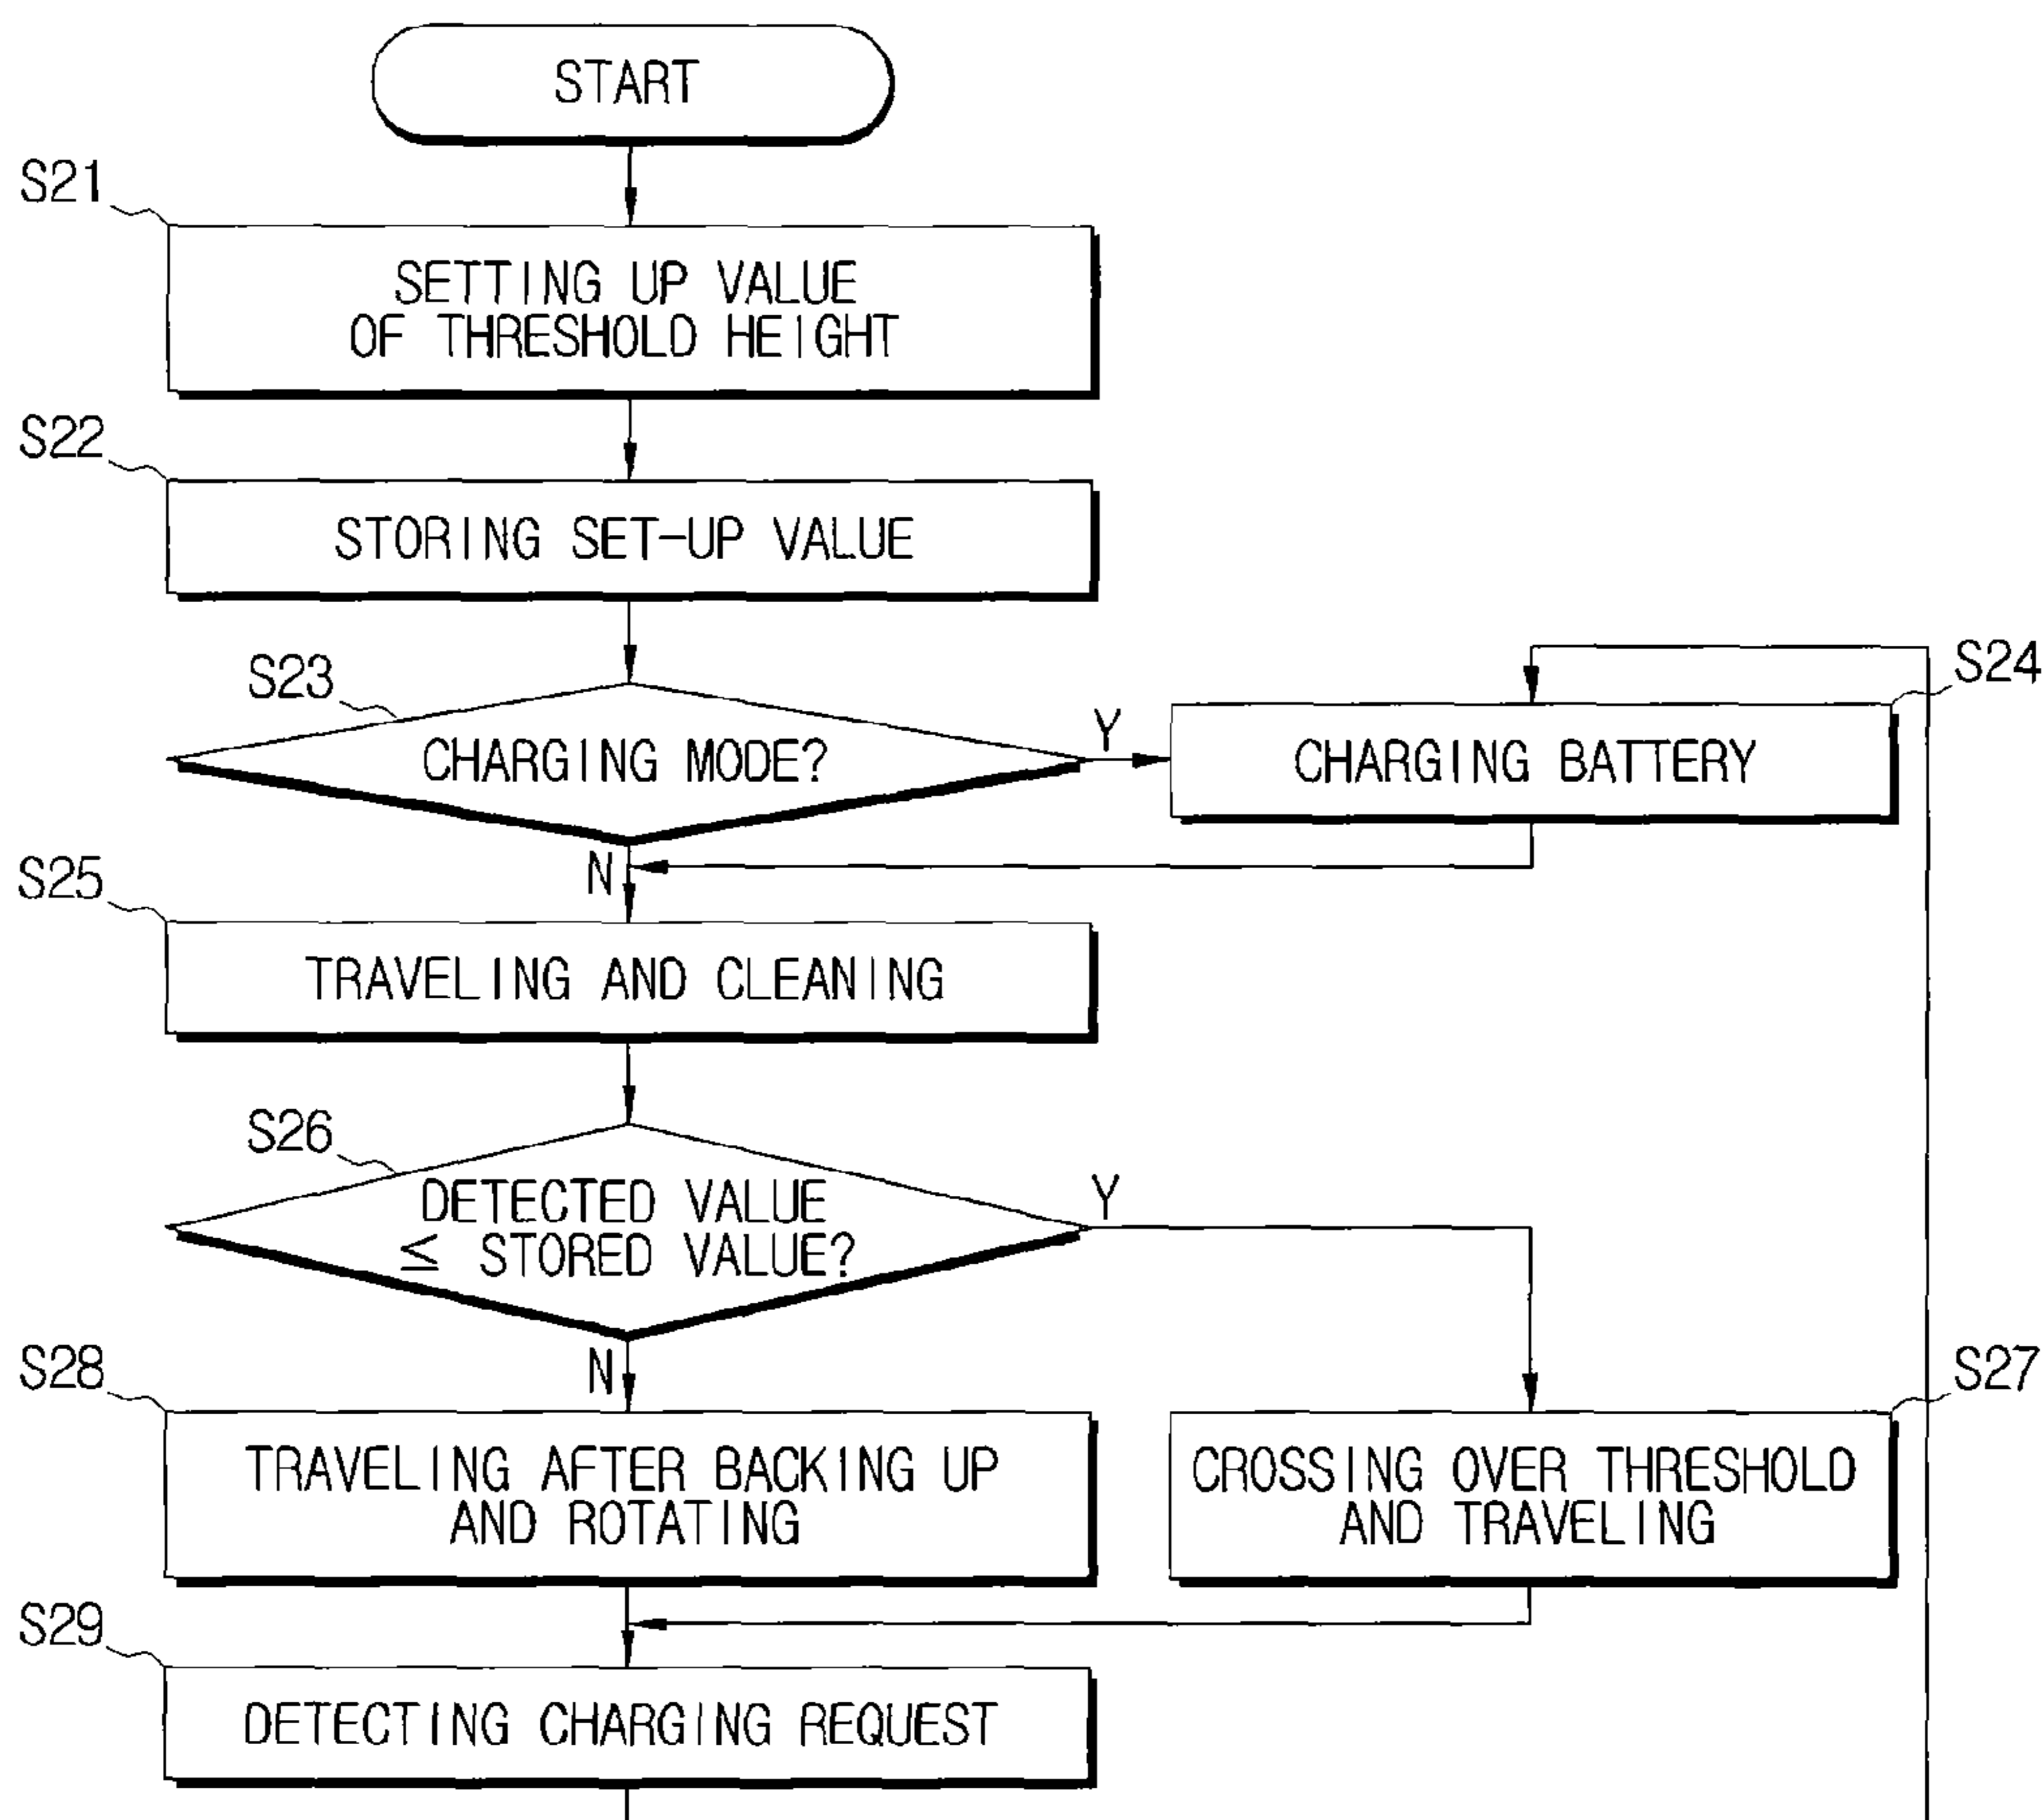 START
S21
SETTING UP VALUE
OF THRESHOLD HEIGHT
S22
STORING SET-UP VALUE
S23
CHARGING MODE?
Y
S24
CHARGING BATTERY
N
S25
TRAVELING AND CLEANING
S26
DETECTED VALUE
≤ STORED VALUE?
Y
N
S28
TRAVELING AFTER BACKING UP
AND ROTATING
S27
CROSSING OVER THRESHOLD
AND TRAVELING
S29
DETECTING CHARGING REQUEST